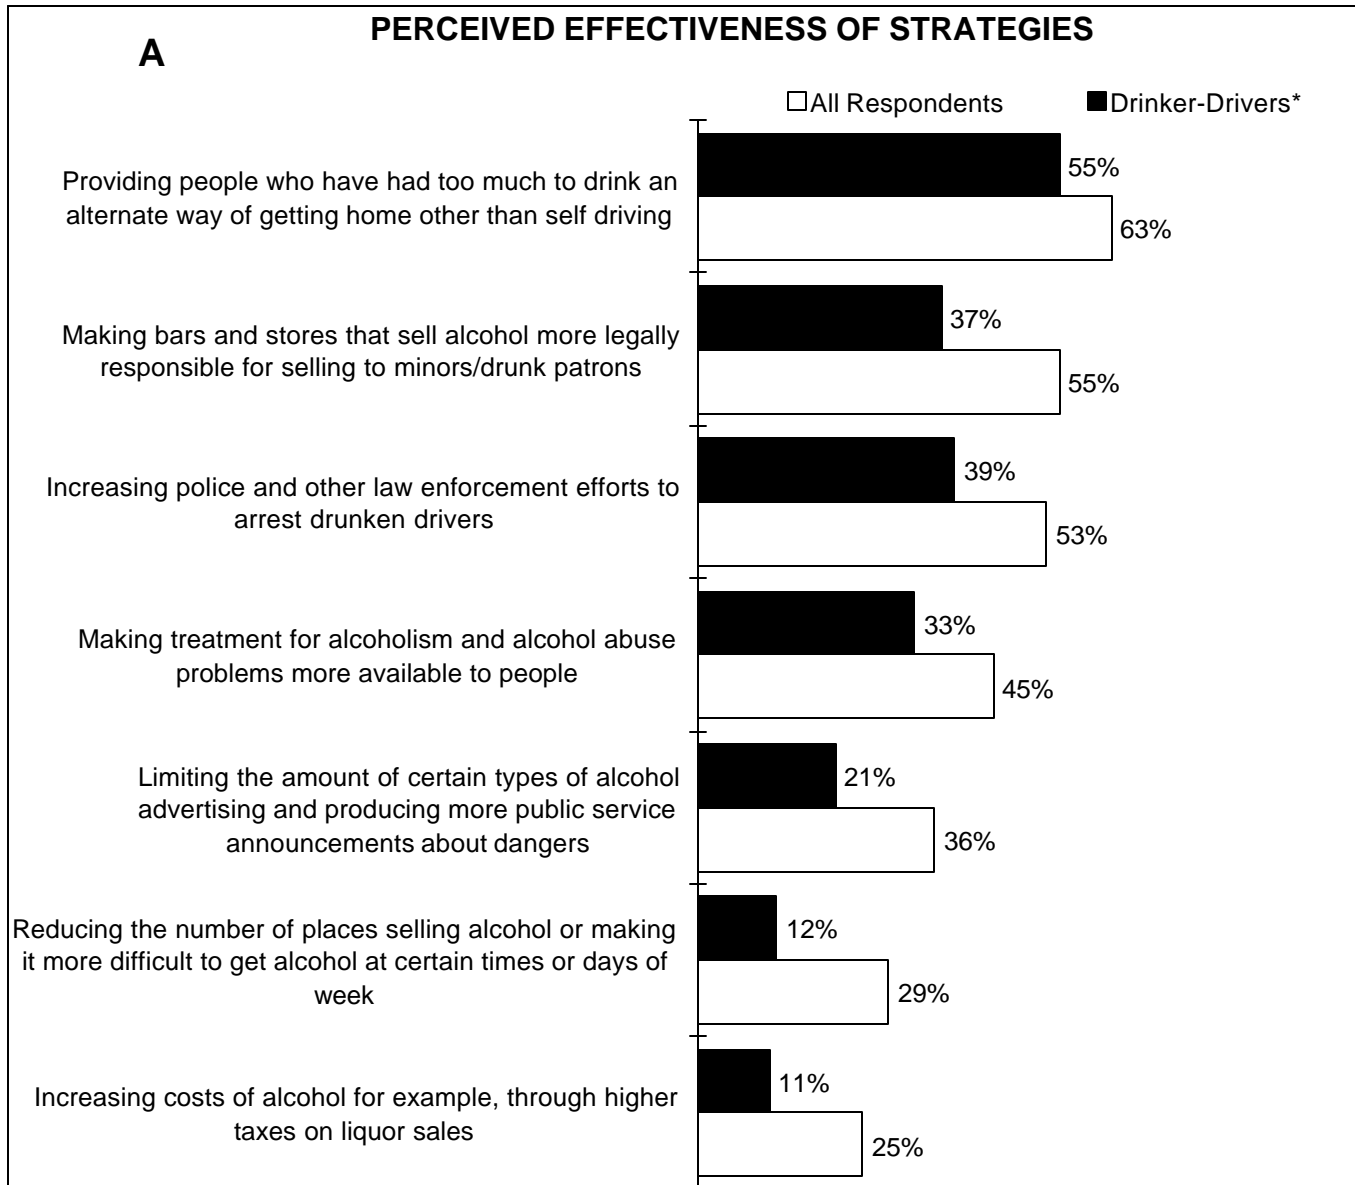 PERCEIVED EFFECTIVENESS OF STRATEGIES
A
All Respondents
Drinker-Drivers*
Providing people who have had too much to drink an
alternate way of getting home other than self driving
55%
63%
Making bars and stores that sell alcohol more legally
responsible for selling to minors/drunk patrons
37%
55%
Increasing police and other law enforcement efforts to
arrest drunken drivers
39%
53%
Making treatment for alcoholism and alcohol abuse
problems more available to people
33%
45%
Limiting the amount of certain types of alcohol
advertising and producing more public service
announcements about dangers
21%
36%
Reducing the number of places selling alcohol or making
it more difficult to get alcohol at certain times or days of
week
12%
29%
Increasing costs of alcohol for example, through higher
taxes on liquor sales
11%
25%